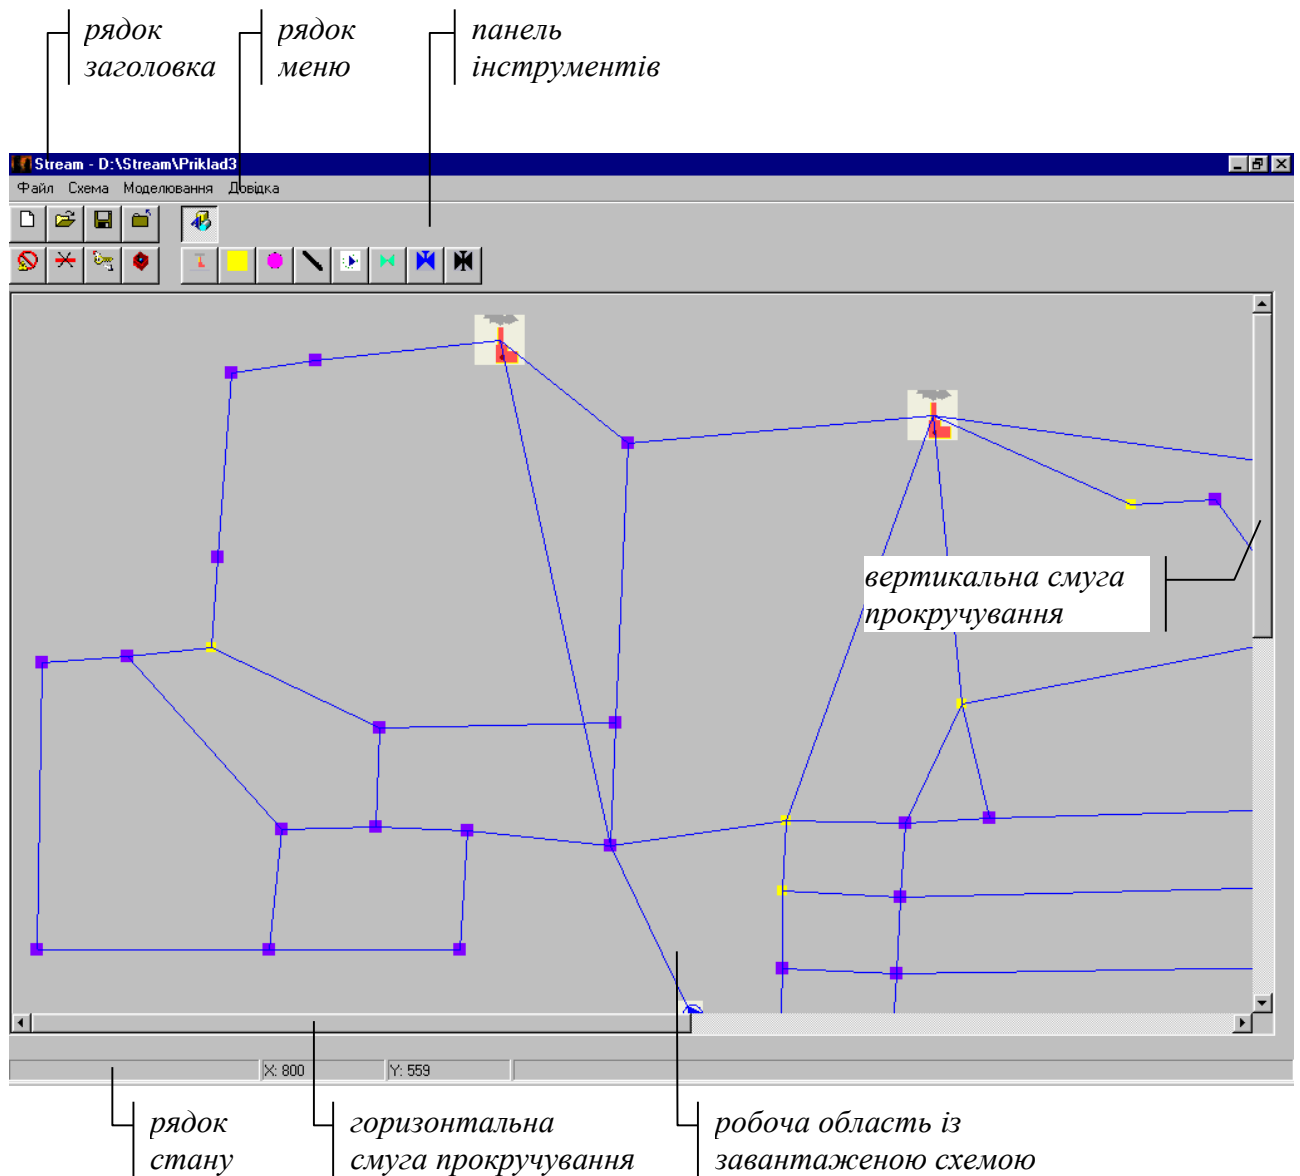 рядок
заголовка
рядок
меню
панель
інструментів
Stream - D:\Stream\Priklad3
Файл Схема Моделювання Довідка
вертикальна смуга
прокручування
X: 800 Y: 559
рядок
стану
горизонтальна
смуга прокручування
робоча область із
завантаженою схемою